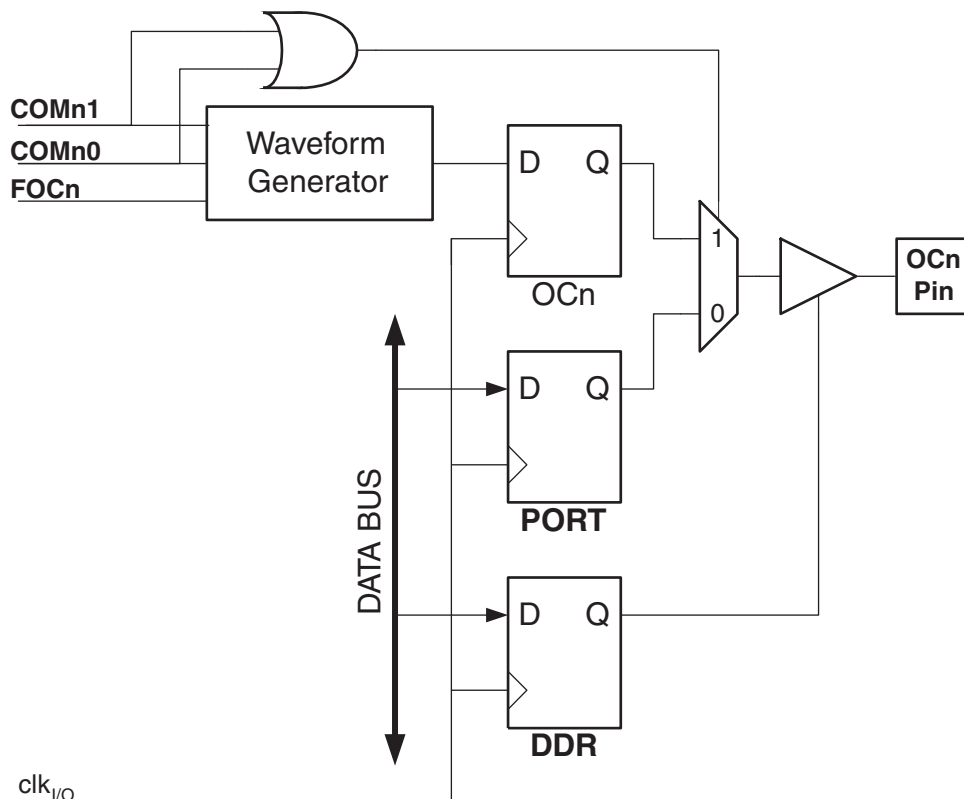 COMn1
COMn0
FOCn
Waveform
Generator
D Q
OCn
1
0
OCn
Pin
D Q
PORT
DATA BUS
D Q
DDR
clkI/O